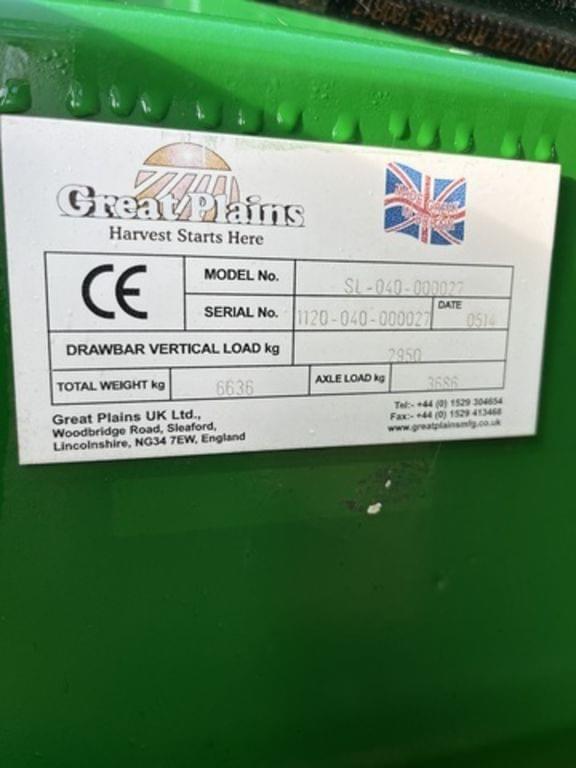 Great Plains
Harvest Starts Here
CE
MODEL No. SL-040-000027
SERIAL No. 1120-040-000027 DATE 0514
DRAWBAR VERTICAL LOAD kg 2950
TOTAL WEIGHT kg 6636 AXLE LOAD kg 3686
Great Plains UK Ltd.,
Woodbridge Road, Sleaford,
Lincolnshire, NG34 7EW, England
Tel:- +44 (0) 1529 304654
Fax:- +44 (0) 1529 413468
www.greatplainsmfg.co.uk